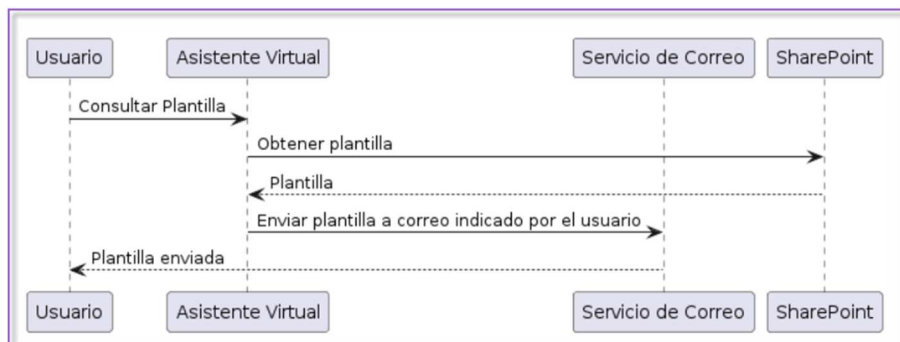 Usuario
Asistente Virtual
Servicio de Correo
SharePoint
Consultar Plantilla
Obtener plantilla
Plantilla
Enviar plantilla a correo indicado por el usuario
Plantilla enviada
Usuario
Asistente Virtual
Servicio de Correo
SharePoint